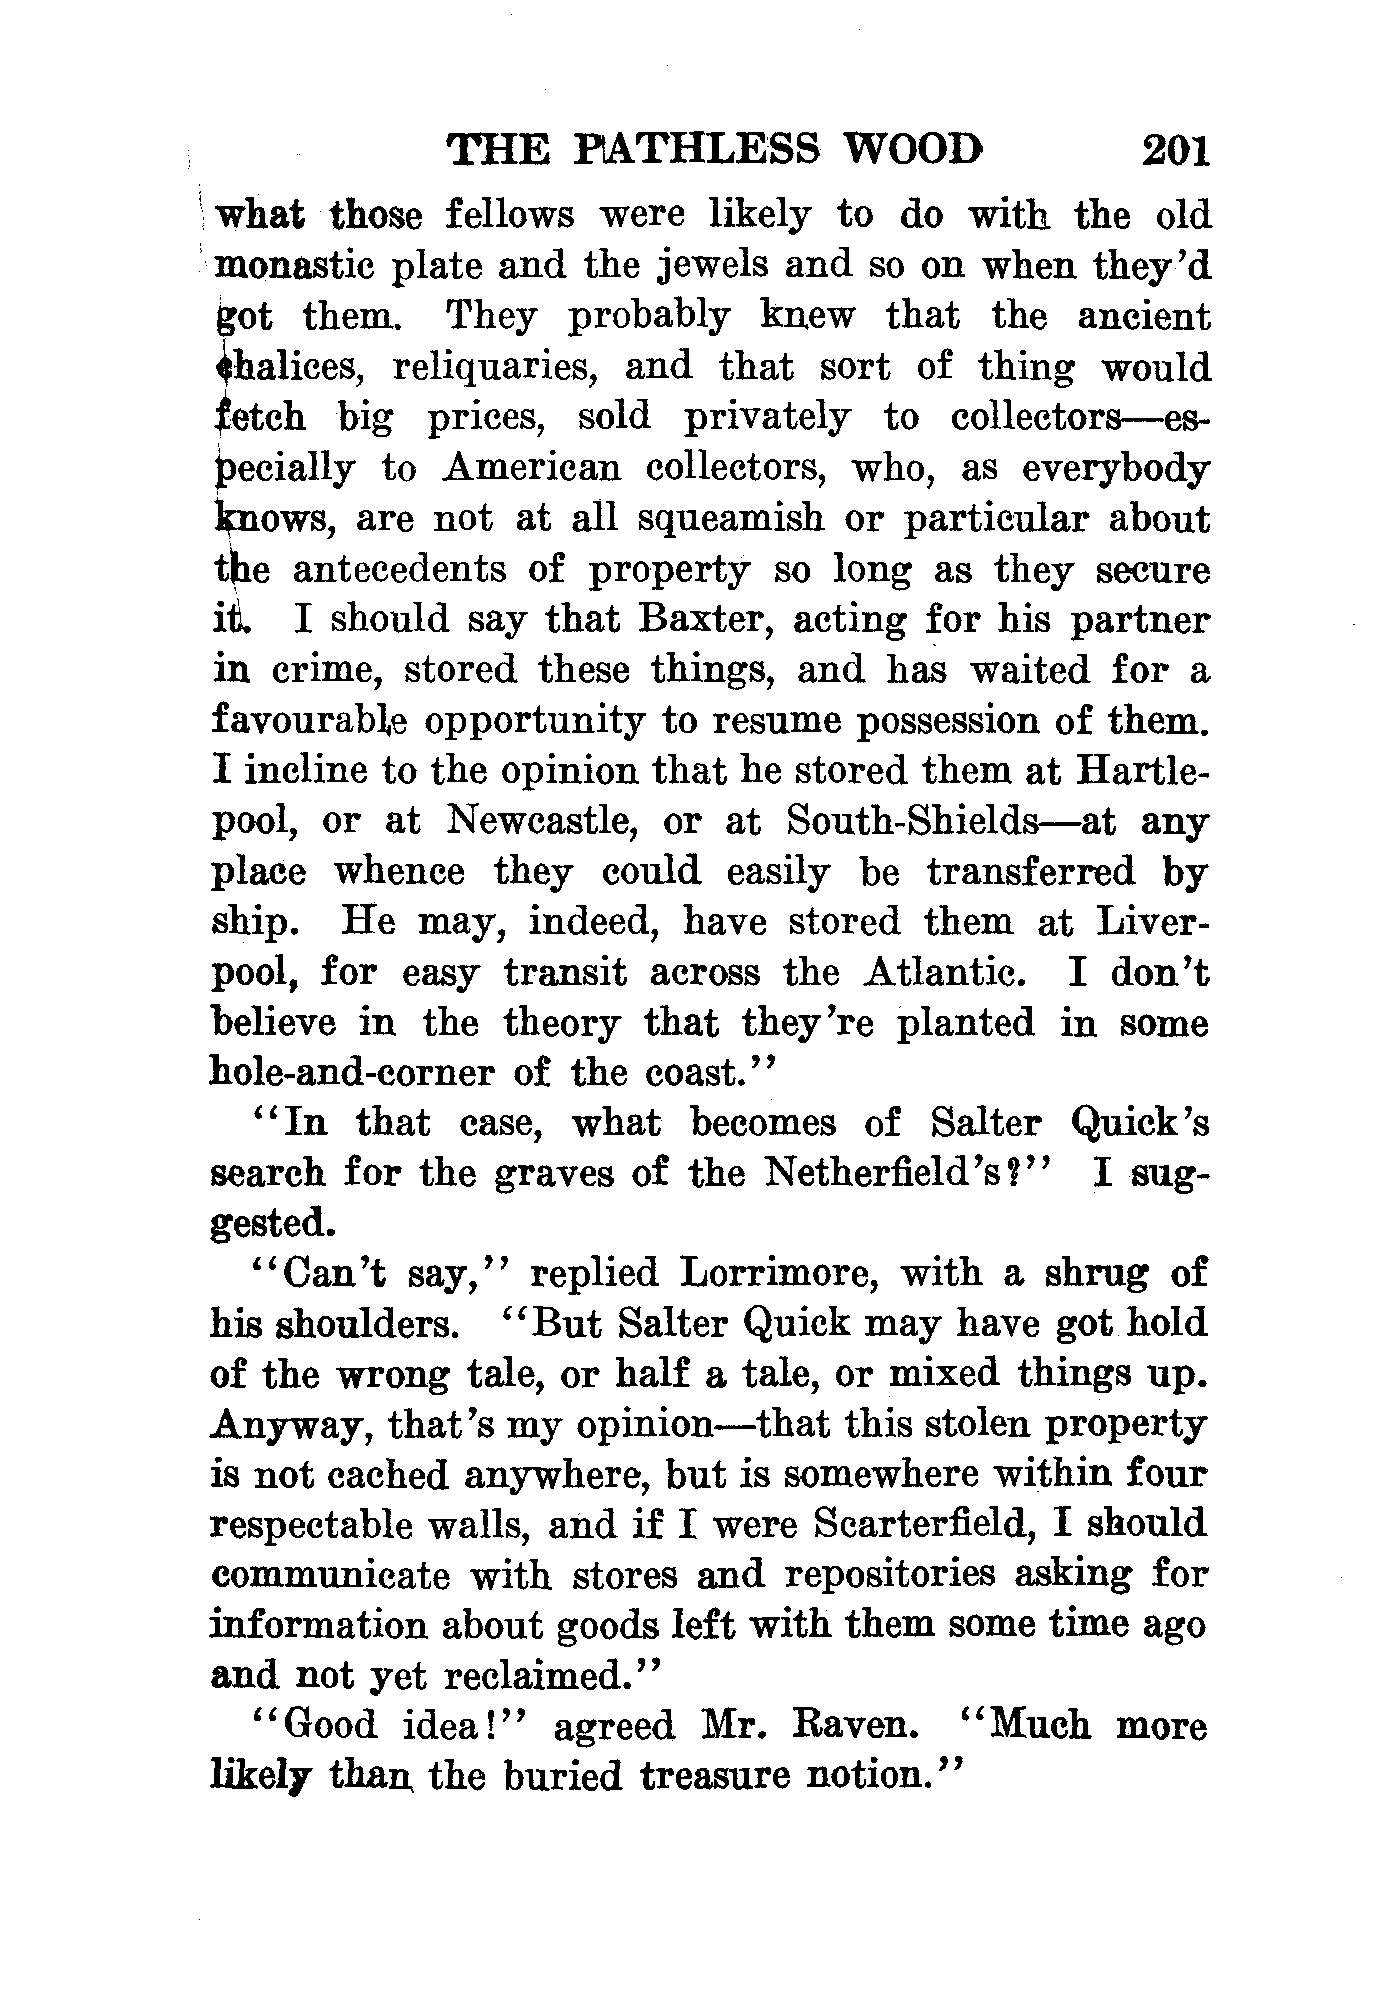 THE PATHLESS WOOD 201
what those fellows were likely to do with the old
monastic plate and the jewels and so on when they'd
got them. They probably knew that the ancient
chalices, reliquaries, and that sort of thing would
fetch big prices, sold privately to collectors—es-
pecially to American collectors, who, as everybody
knows, are not at all squeamish or particular about
the antecedents of property so long as they secure
it. I should say that Baxter, acting for his partner
in crime, stored these things, and has waited for a
favourable opportunity to resume possession of them.
I incline to the opinion that he stored them at Hartle-
pool, or at Newcastle, or at South-Shields—at any
place whence they could easily be transferred by
ship. He may, indeed, have stored them at Liver-
pool, for easy transit across the Atlantic. I don't
believe in the theory that they're planted in some
hole-and-corner of the coast."
"In that case, what becomes of Salter Quick's
search for the graves of the Netherfield's?" I sug-
gested.
"Can't say," replied Lorrimore, with a shrug of
his shoulders. "But Salter Quick may have got hold
of the wrong tale, or half a tale, or mixed things up.
Anyway, that's my opinion—that this stolen property
is not cached anywhere, but is somewhere within four
respectable walls, and if I were Scarterfield, I should
communicate with stores and repositories asking for
information about goods left with them some time ago
and not yet reclaimed."
"Good idea!" agreed Mr. Raven. "Much more
likely than the buried treasure notion."